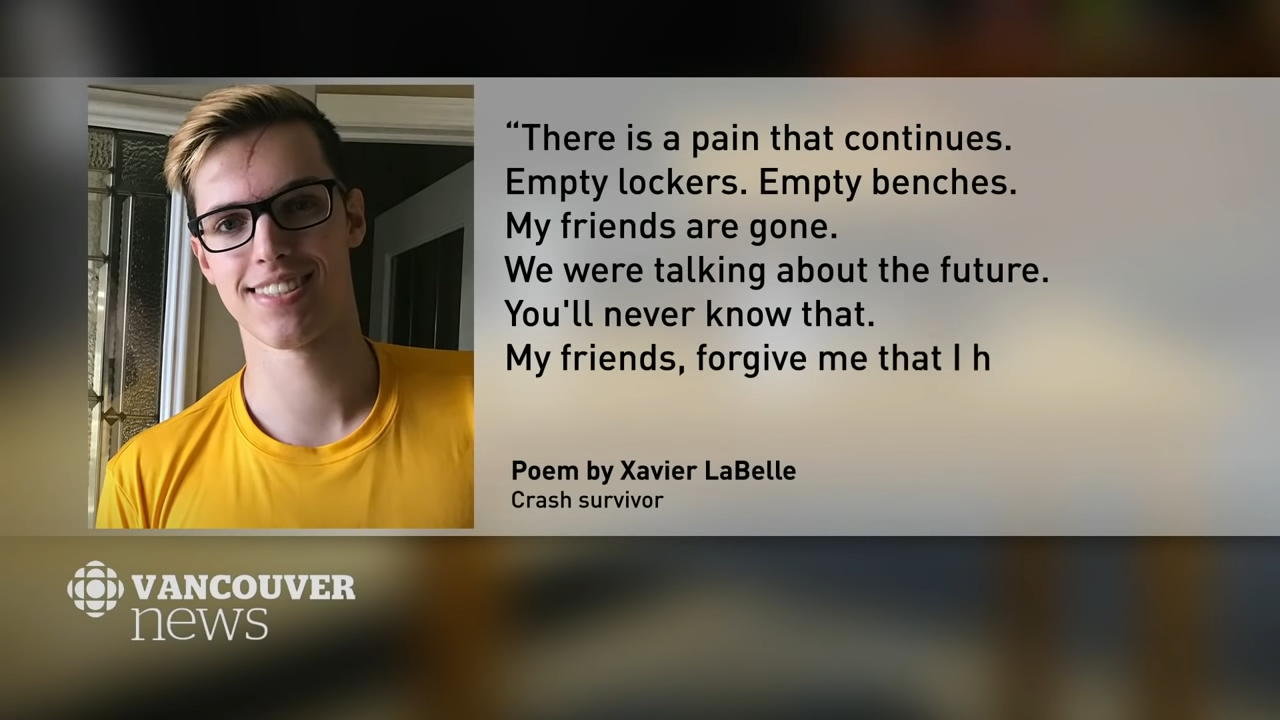 “There is a pain that continues.
Empty lockers. Empty benches.
My friends are gone.
We were talking about the future.
You'll never know that.
My friends, forgive me that I h
Poem by Xavier LaBelle
Crash survivor
VANCOUVER
news